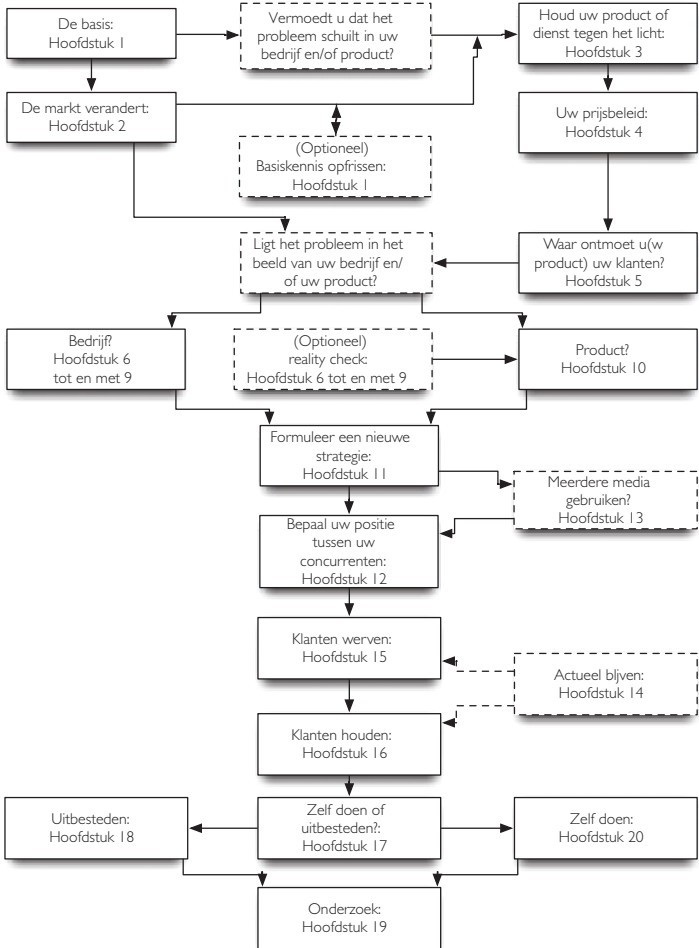 De basis:
Hoofdstuk 1
Vermoedt u dat het
probleem schuilt in uw
bedrijf en/of product?
Houd uw product of
dienst tegen het licht:
Hoofdstuk 3
De markt verandert:
Hoofdstuk 2
(Optioneel)
Basiskennis opfrissen:
Hoofdstuk 1
Uw prijsbeleid:
Hoofdstuk 4
Ligt het probleem in het
beeld van uw bedrijf en/
of uw product?
Waar ontmoet u(w
product) uw klanten?
Hoofdstuk 5
Bedrijf?
Hoofdstuk 6
tot en met 9
(Optioneel)
reality check:
Hoofdstuk 6 tot en met 9
Product?
Hoofdstuk 10
Formuleer een nieuwe
strategie:
Hoofdstuk 11
Meerdere media
gebruiken?
Hoofdstuk 13
Bepaal uw positie
tussen uw
concurrenten:
Hoofdstuk 12
Klanten werven:
Hoofdstuk 15
Actueel bljven:
Hoofdstuk 14
Klanten houden:
Hoofdstuk 16
Uitbesteden:
Hoofdstuk 18
Zelf doen of
uitbesteden?:
Hoofdstuk 17
Zelf doen:
Hoofdstuk 20
Onderzoek:
Hoofdstuk 19